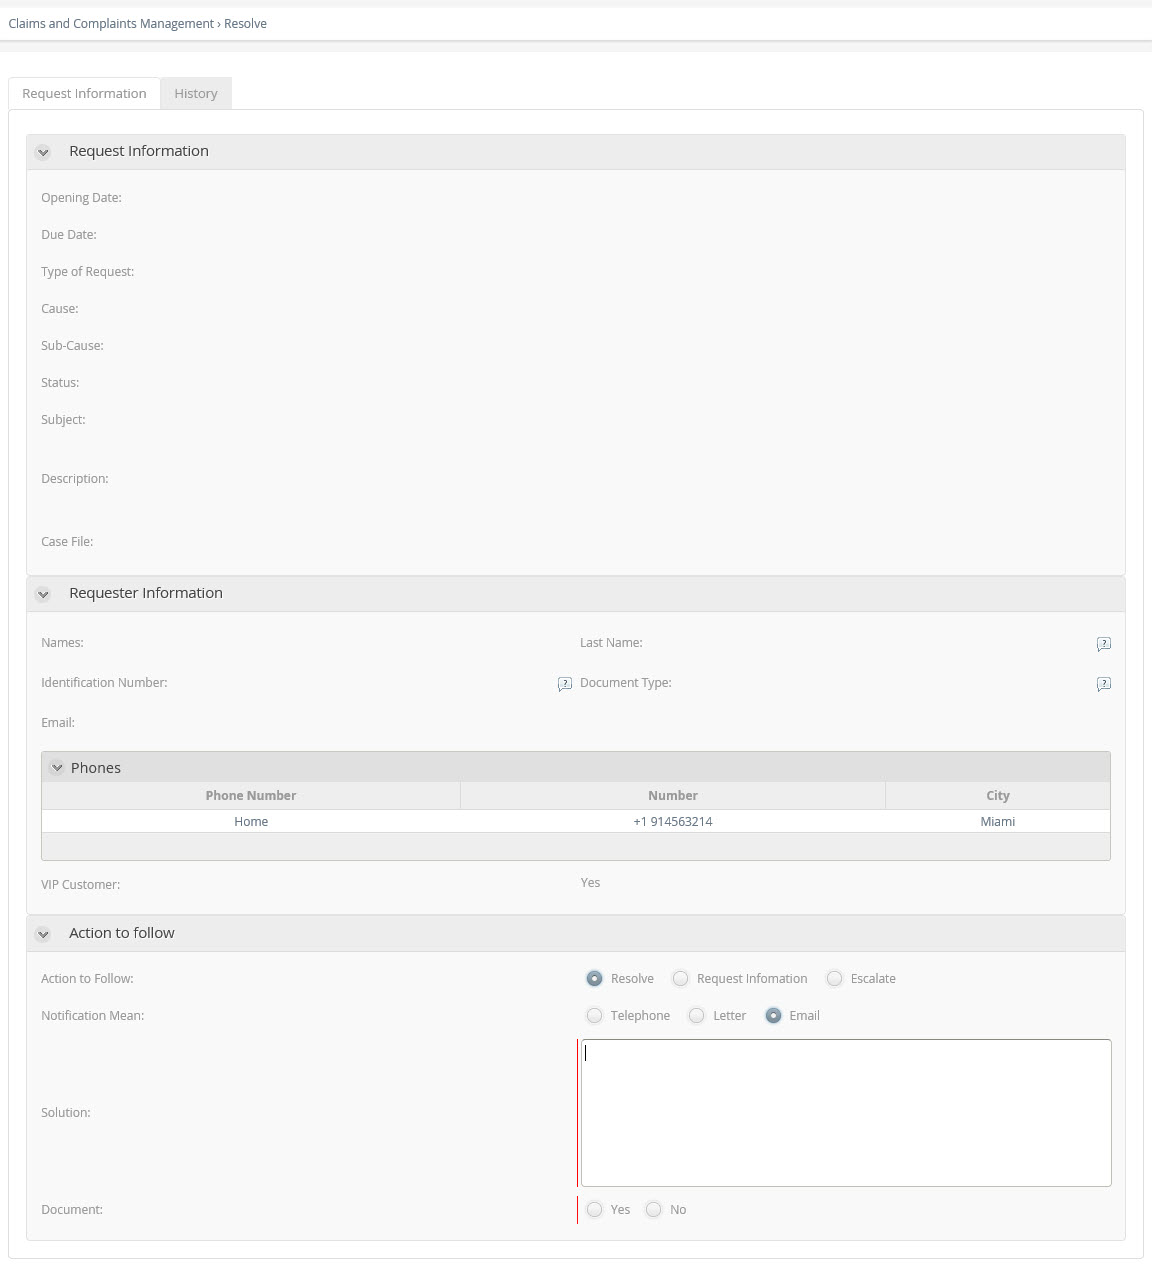 Claims and Complaints Management › Resolve
Request Information
History
Request Information
Opening Date:
Due Date:
Type of Request:
Cause:
Sub-Cause:
Status:
Subject:
Description:
Case File:
Requester Information
Names: Last Name: ?
Identification Number: ? Document Type: ?
Email:
Phones
Phone Number Number City
Home +1 914563214 Miami
VIP Customer: Yes
Action to follow
Action to Follow: Resolve Request Infomation Escalate
Notification Mean: Telephone Letter Email
Solution:
Document: Yes No